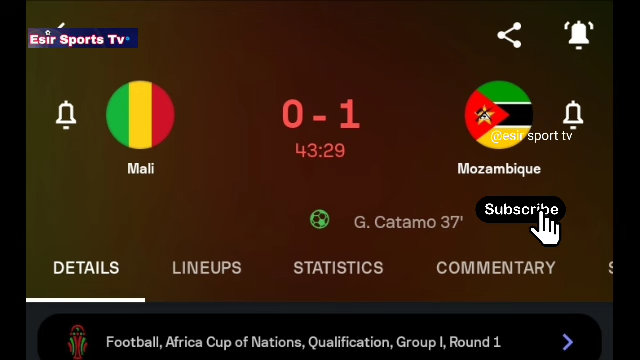 Esir Sports Tv
0 - 1
43:29
@esir sport tv
Mali
Mozambique
Subscribe
G. Catamo 37'
DETAILS LINEUPS STATISTICS COMMENTARY S
Football, Africa Cup of Nations, Qualification, Group I, Round 1